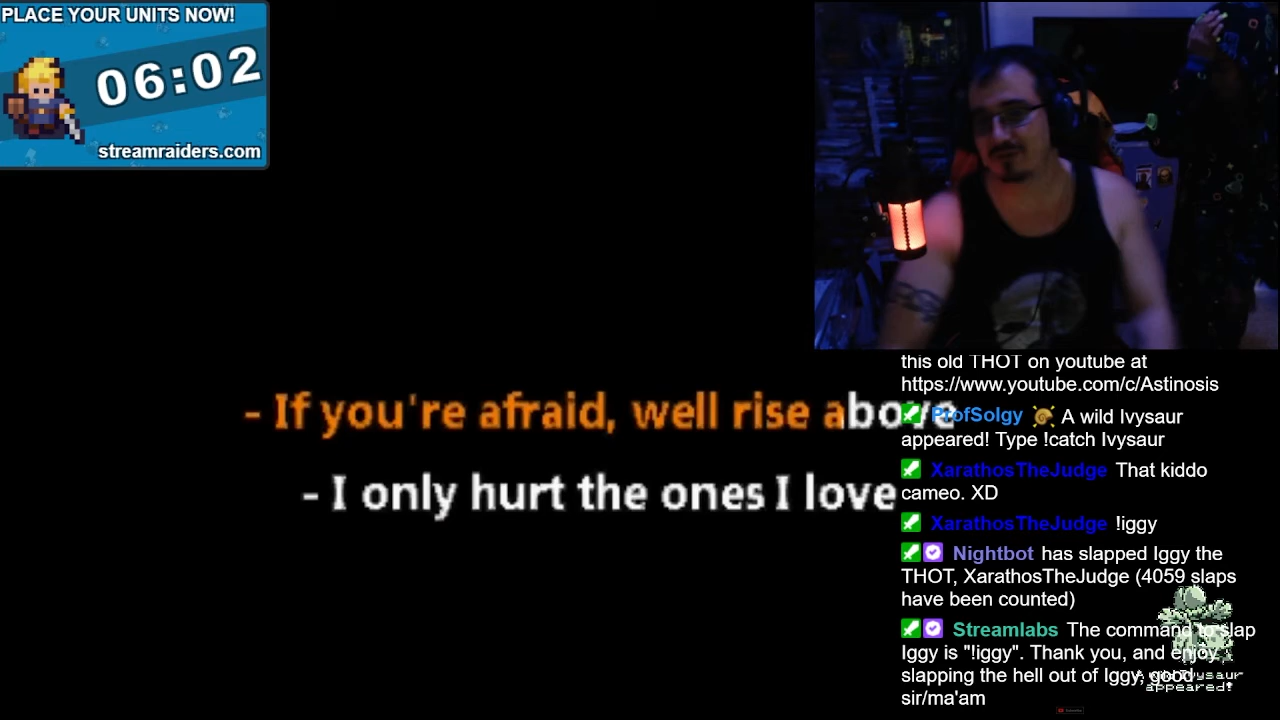 PLACE YOUR UNITS NOW!
06:02
streamraiders.com
- If you're afraid, well rise above
- I only hurt the ones I love
this old THOT on youtube at
https://www.youtube.com/c/Astinosis
ProfSolgy A wild Ivysaur
appeared! Type !catch Ivysaur
XarathosTheJudge That kiddo
cameo. XD
XarathosTheJudge !iggy
Nightbot has slapped Iggy the
THOT, XarathosTheJudge (4059 slaps
have been counted)
Streamlabs The command to slap
Iggy is "!iggy". Thank you, and enjoy
slapping the hell out of Iggy, good
sir/ma'am
A wild Ivysaur
appeared!